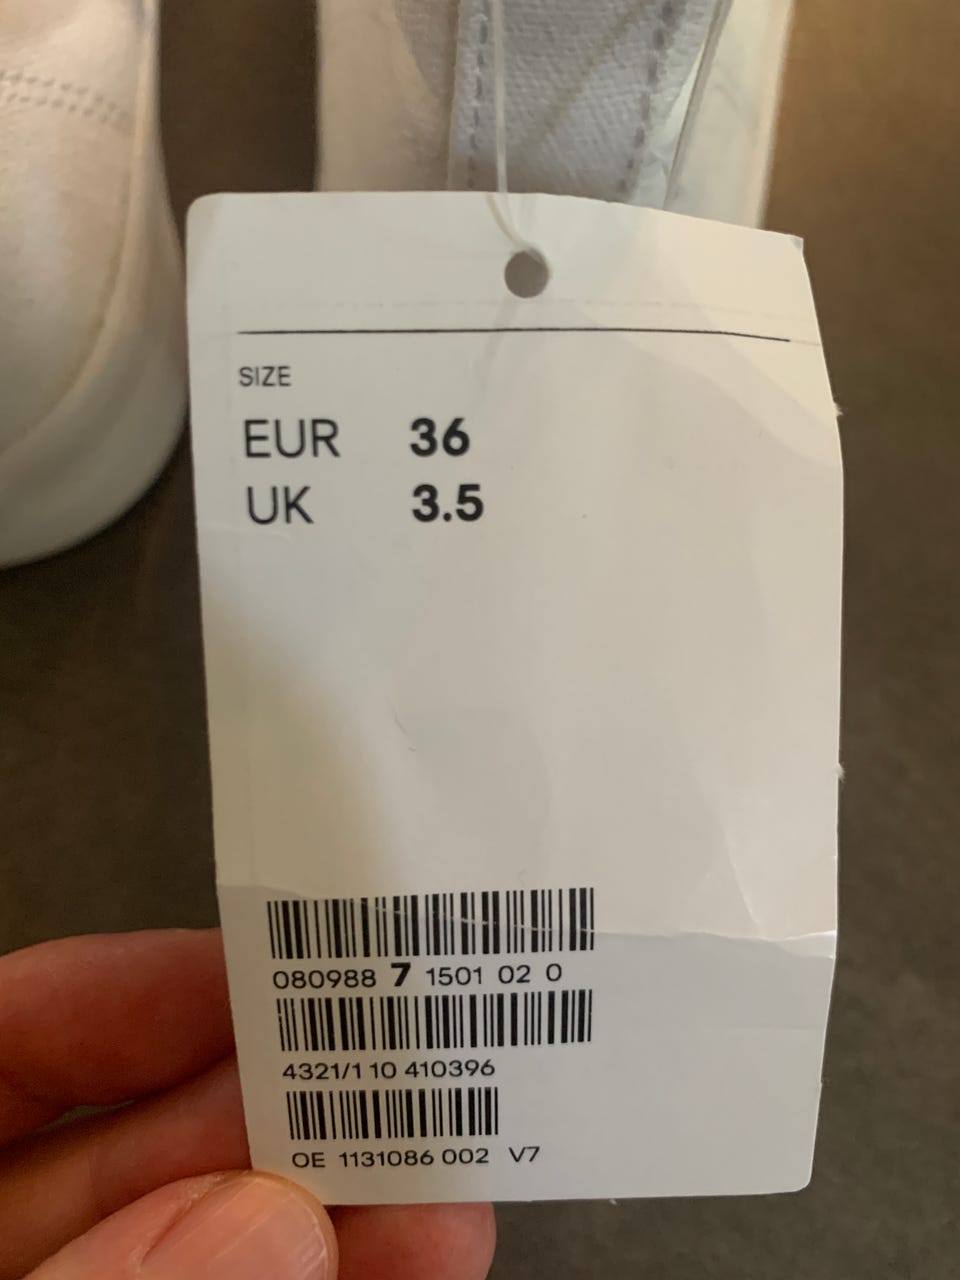 SIZE
EUR 36
UK 3.5
080988 7 1501 02 0
4321/1 10 410396
OE 1131086 002 V7